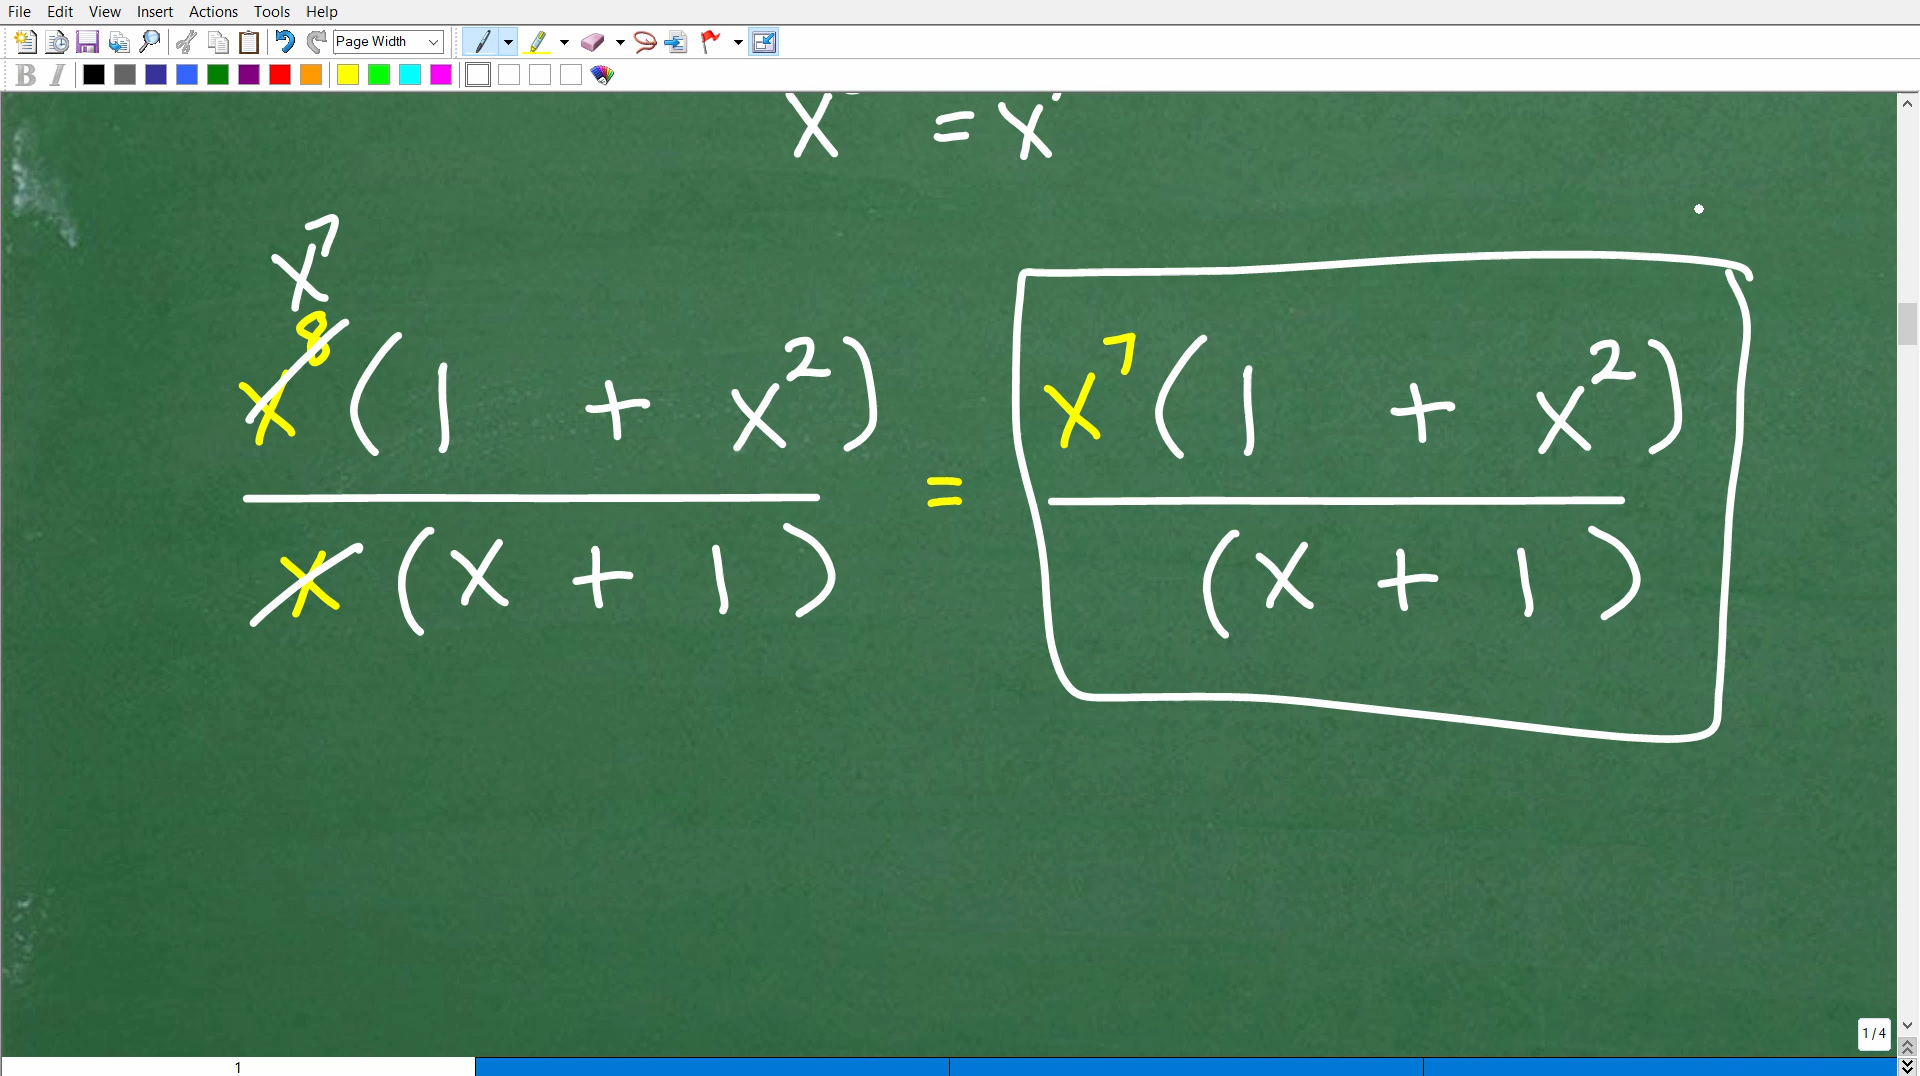 File Edit View Insert Actions Tools Help
Page Width
B I
x = x
x⁷
x⁸ (1 + x²) = x⁷ (1 + x²)
x (x + 1) (x + 1)
1 / 4
1